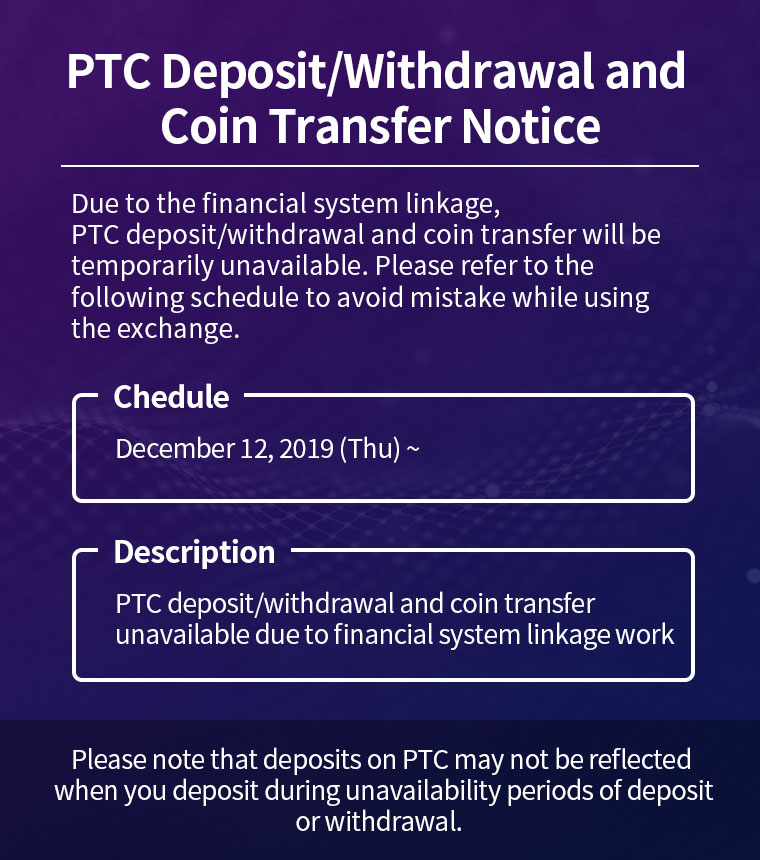 PTC Deposit/Withdrawal and
Coin Transfer Notice
Due to the financial system linkage,
PTC deposit/withdrawal and coin transfer will be
temporarily unavailable. Please refer to the
following schedule to avoid mistake while using
the exchange.
Chedule
December 12, 2019 (Thu) ~
Description
PTC deposit/withdrawal and coin transfer
unavailable due to financial system linkage work
Please note that deposits on PTC may not be reflected
when you deposit during unavailability periods of deposit
or withdrawal.